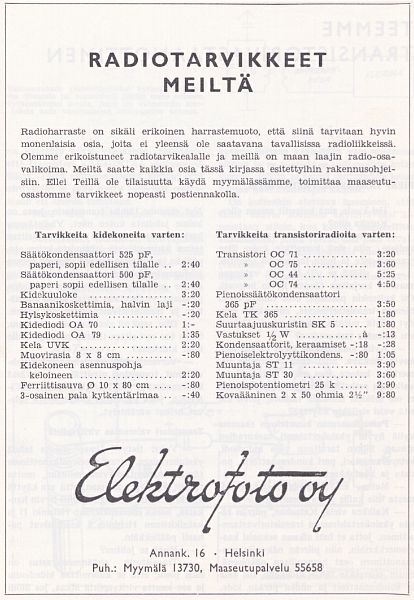 RADIOTARVIKKEET
MEILTÄ
Radioharraste on sikäli erikoinen harrastemuoto, että siinä tarvitaan hyvin
monenlaisia osia, joita ei yleensä ole saatavana tavallisissa radioliikkeissä.
Olemme erikoistuneet radiotarvikealalle ja meillä on maan laajin radio-osa-
valikoima. Meiltä saatte kaikkia osia tässä kirjassa esitettyihin rakennusohjei-
siin. Ellei Teillä ole tilaisuutta käydä myymälässämme, toimittaa maaseutu-
osastomme tarvikkeet nopeasti postiennakolla.
Tarvikkeita kidekoneita varten:
Säätökondensaattori 525 pF,
paperi, sopii edellisen tilalle .. 2:40
Säätökondensaattori 500 pF,
paperi, sopii edellisen tilalle .. 2:40
Kidekuuloke .................. 3:20
Banaanikoskettimia, halvin laji -:20
Hylsykoskettimia .............. -:20
Kidediodi OA 70 .............. 1:-
Kidediodi OA 79 .............. 1:35
Kela UVK .................... 2:20
Muovirasia 8 x 8 cm .......... -:80
Kidekoneen asennuspohja
keloineen .................... 2:20
Ferriittisauva Ø 10 x 80 cm .... -:80
3-osainen pala kytkentärimaa .. -:40
Tarvikkeita transistoriradioita varten:
Transistori OC 71 ............. 3:20
» OC 75 ............. 3:60
» OC 44 ............. 5:25
» OC 74 ............. 4:50
Pienoissäätökondensaattori
365 pF ...................... 3:50
Kela TK 365 .................. 1:80
Suurtaajuuskuristin SK 5 ...... 1:80
Vastukset ½ W .............. à -:13
Kondensaattorit, keraamiset -:18 -:28
Pienoiselektrolyyttikondens. -:80 1:05
Muuntaja ST 11 .............. 3:90
Muuntaja ST 30 .............. 3:60
Pienoispotentiometri 25 k ...... 2:90
Kovaääninen 2 x 50 ohmia 2½" 9:80
Elektrofoto oy
Annank. 16 · Helsinki
Puh.: Myymälä 13730, Maaseutupalvelu 55658